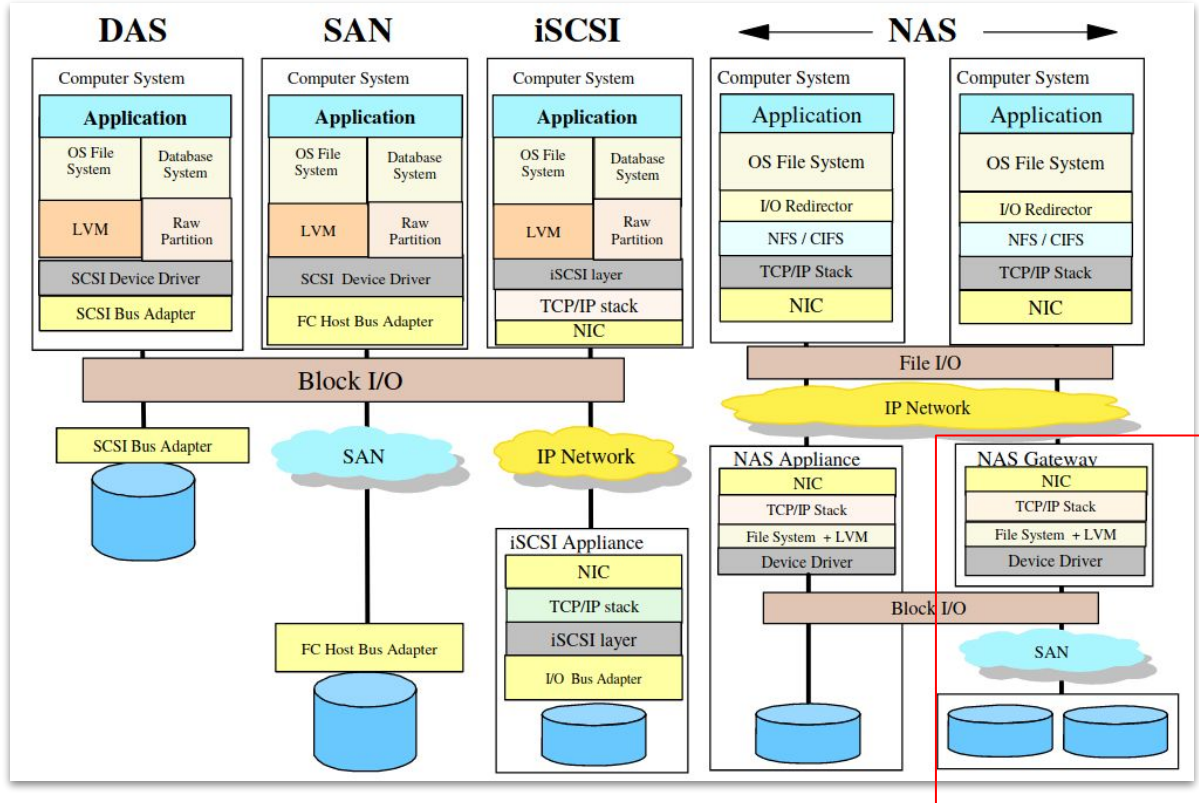 DAS
SAN
iSCSI
NAS
Computer System
Application
OS File
System
Database
System
LVM
Raw
Partition
SCSI Device Driver
SCSI Bus Adapter
Computer System
Application
OS File
System
Database
System
LVM
Raw
Partition
SCSI Device Driver
FC Host Bus Adapter
Computer System
Application
OS File
System
Database
System
LVM
Raw
Partition
iSCSI layer
TCP/IP stack
NIC
Computer System
Application
OS File System
I/O Redirector
NFS / CIFS
TCP/IP Stack
NIC
Computer System
Application
OS File System
I/O Redirector
NFS / CIFS
TCP/IP Stack
NIC
Block I/O
File I/O
IP Network
SCSI Bus Adapter
SAN
FC Host Bus Adapter
IP Network
iSCSI Appliance
NIC
TCP/IP stack
iSCSI layer
I/O Bus Adapter
NAS Appliance
NIC
TCP/IP Stack
File System + LVM
Device Driver
NAS Gateway
NIC
TCP/IP Stack
File System + LVM
Device Driver
Block I/O
SAN